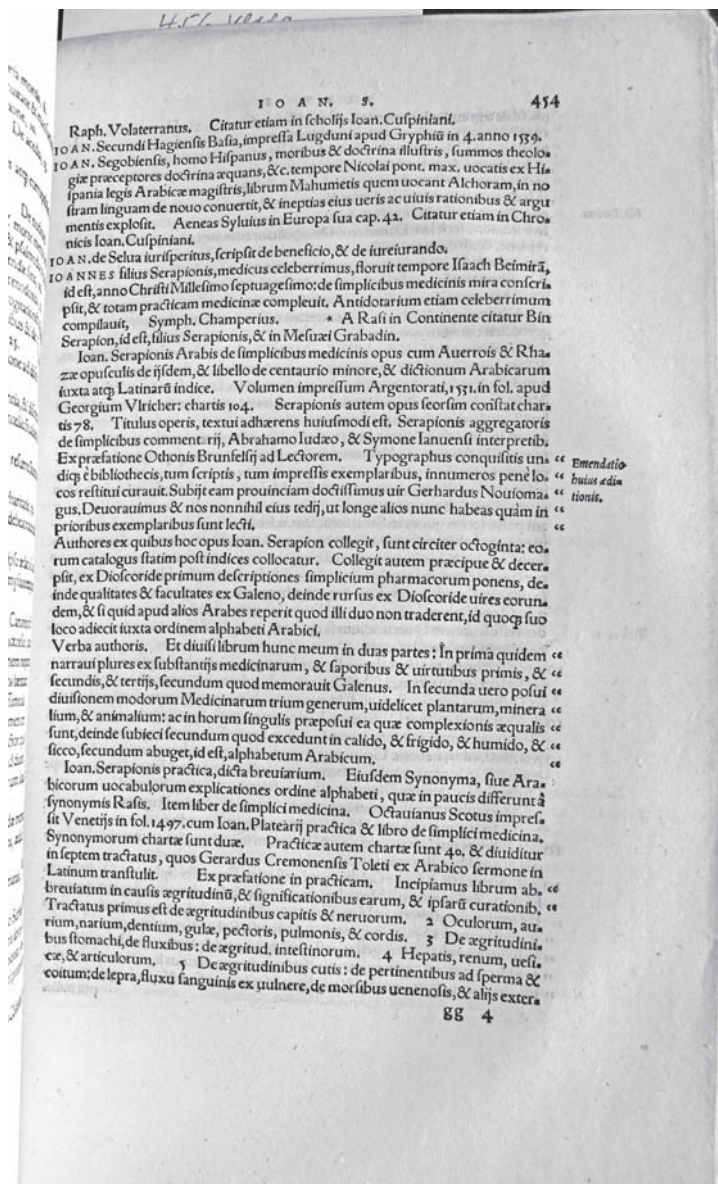 IOAN. S. 454
Raph. Volaterranus. Citatur etiam in ſcholijs Ioan. Cuſpiniani.
IOAN. Secundi Hagienſis Baſia, impreſſa Lugduni apud Gryphiū in 4. anno 1539.
IOAN. Segobienſis, homo Hiſpanus, moribus & doctrina illuſtris, ſummos theolo-
giæ præceptores doctrina æquans, &c. tempore Nicolai pont. max. uocatis ex Hi-
ſpania legis Arabicæ magiſtris, librum Mahumetis quem uocant Alchoram, in no
ſtram linguam de nouo conuertit, & ineptias eius ueris ac uiuis rationibus & argu
mentis exploſit. Aeneas Syluius in Europa ſua cap. 42. Citatur etiam in Chro-
nicis Ioan. Cuſpiniani.
IOAN. de Selua iuriſperitus, ſcripſit de beneficio, & de iureiurando.
IOANNES filius Serapionis, medicus celeberrimus, floruit tempore Iſaach Beimirā,
id eſt, anno Chriſti Milleſimo ſeptuageſimo: de ſimplicibus medicinis mira conſcri-
pſit, & totam practicam medicinæ compleuit. Antidotarium etiam celeberrimum
compilauit, Symph. Champerius. * A Raſi in Continente citatur Bin
Serapion, id eſt, filius Serapionis, & in Meſuæi Grabadin.
Ioan. Serapionis Arabis de ſimplicibus medicinis opus cum Auerrois & Rha-
zæ opuſculis de ijſdem, & libello de centaurio minore, & dictionum Arabicarum
iuxta atq; Latinarū indice. Volumen impreſſum Argentorati, 1531. in fol. apud
Georgium Vlricher: chartis 104. Serapionis autem opus ſeorſim conſtat char-
tis 78. Titulus operis, textui adhærens huiuſmodi eſt. Serapionis aggregatoris
de ſimplicibus comment. rij, Abrahamo Iudæo, & Symone Ianuenſi interpretib.
Ex præfatione Othonis Brunfelſij ad Lectorem. Typographus conquiſitis un- “ Emendatio
diq; è bibliothecis, tum ſcriptis, tum impreſſis exemplaribus, innumeros penè lo- “ huius ædi
cos reſtitui curauit. Subijt eam prouinciam doctiſſimus uir Gerhardus Nouioma- “ tionis.
gus. Deuorauimus & nos nonnihil eius tedij, ut longe alios nunc habeas quàm in “
prioribus exemplaribus ſunt lecti. “
Authores ex quibus hoc opus Ioan. Serapion collegit, ſunt circiter octoginta: eo-
rum catalogus ſtatim poſt indices collocatur. Collegit autem præcipue & decer-
pſit, ex Dioſcoride primum deſcriptiones ſimplicium pharmacorum ponens, de-
inde qualitates & facultates ex Galeno, deinde rurſus ex Dioſcoride uires eorun-
dem, & ſi quid apud alios Arabes reperit quod illi duo non traderent, id quoq; ſuo
loco adiecit iuxta ordinem alphabeti Arabici.
Verba authoris. Et diuiſi librum hunc meum in duas partes: In prima quidem “
narraui plures ex ſubſtantijs medicinarum, & ſaporibus & uirtutibus primis, & “
ſecundis, & tertijs, ſecundum quod memorauit Galenus. In ſecunda uero poſui “
diuiſionem modorum Medicinarum trium generum, uidelicet plantarum, minera “
lium, & animalium: ac in horum ſingulis præpoſui ea quæ complexionis æqualis “
ſunt, deinde ſubieci ſecundum quod excedunt in calido, & frigido, & humido, & “
ſicco, ſecundum abuget, id eſt, alphabetum Arabicum. “
Ioan. Serapionis practica, dicta breuiarium. Eiuſdem Synonyma, ſiue Ara-
bicorum uocabulorum explicationes ordine alphabeti, quæ in paucis differunt à
ſynonymis Raſis. Item liber de ſimplici medicina. Octauianus Scotus impreſ-
ſit Venetijs in fol. 1497. cum Ioan. Platearij practica & libro de ſimplici medicina.
Synonymorum chartæ ſunt duæ. Practicæ autem chartæ ſunt 40. & diuiditur
in ſeptem tractatus, quos Gerardus Cremonenſis Toleti ex Arabico ſermone in
Latinum tranſtulit. Ex præfatione in practicam. Incipiamus librum ab- “
breuiatum in cauſis ægritudinū, & ſignificationibus earum, & ipſarū curationib. “
Tractatus primus eſt de ægritudinibus capitis & neruorum. 2 Oculorum, au-
rium, narium, dentium, gulæ, pectoris, pulmonis, & cordis. 3 De ægritudini-
bus ſtomachi, de fluxibus: de ægritud. inteſtinorum. 4 Hepatis, renum, ueſi-
cæ, & articulorum. 5 De ægritudinibus cutis: de pertinentibus ad ſperma &
coitum: de lepra, fluxu ſanguinis ex uulnere, de morſibus uenenoſis, & alijs exter-
gg 4